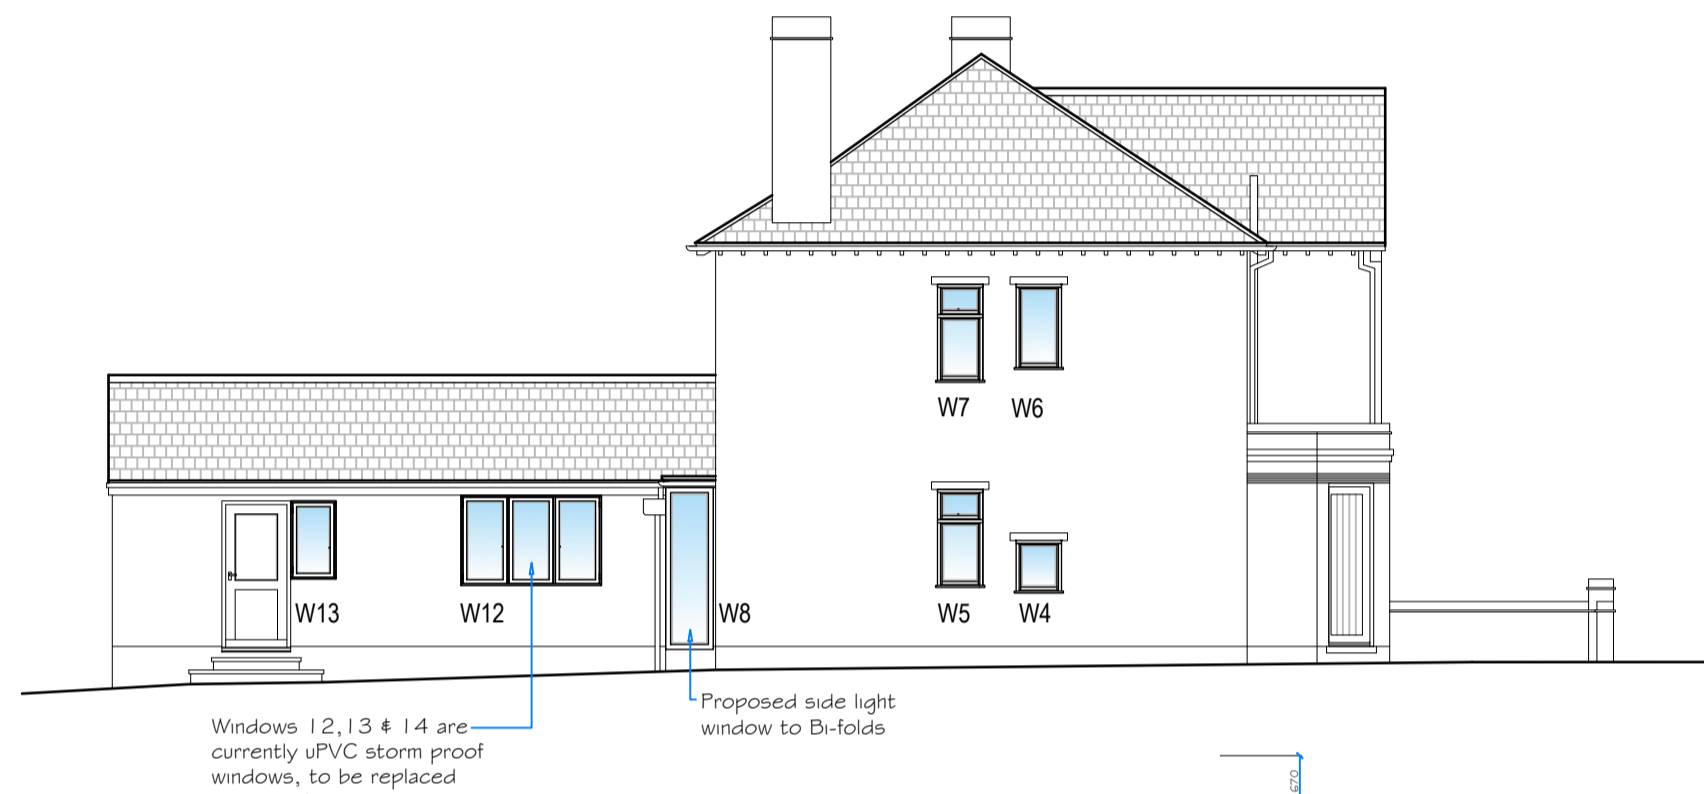 W7
W6
W13
W12
W8
W5
W4
Proposed side light
window to Bi-folds
Windows 12,13 & 14 are
currently uPVC storm proof
windows, to be replaced
670